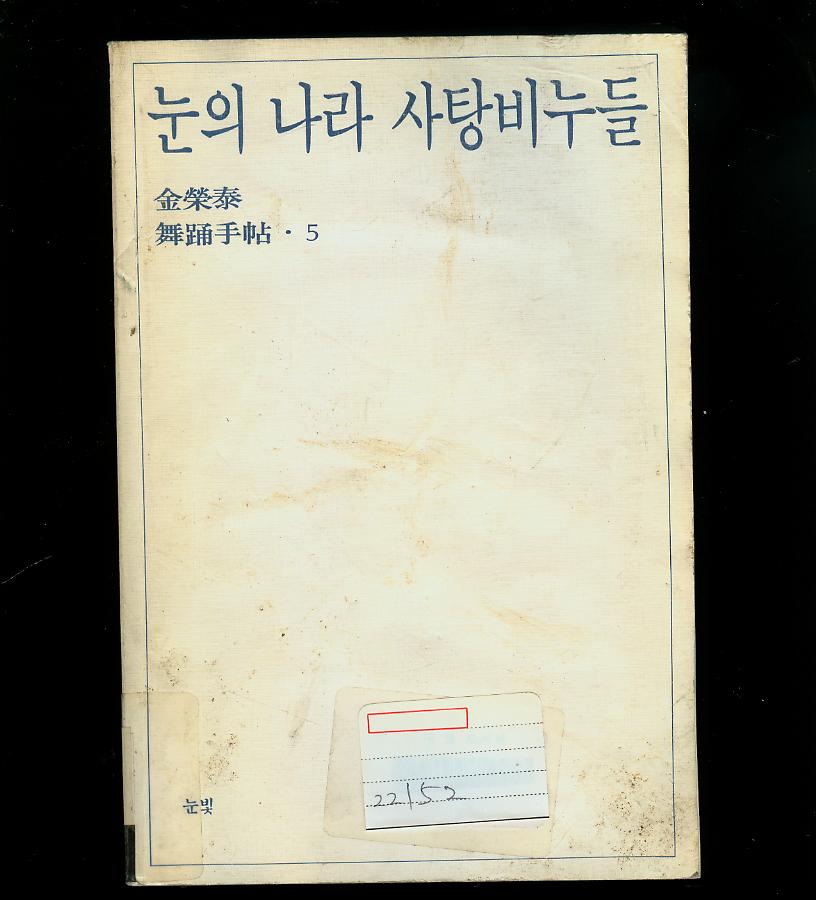 눈의 나라 사탕비누들
金榮泰
舞踊手帖 · 5
22152
눈빛